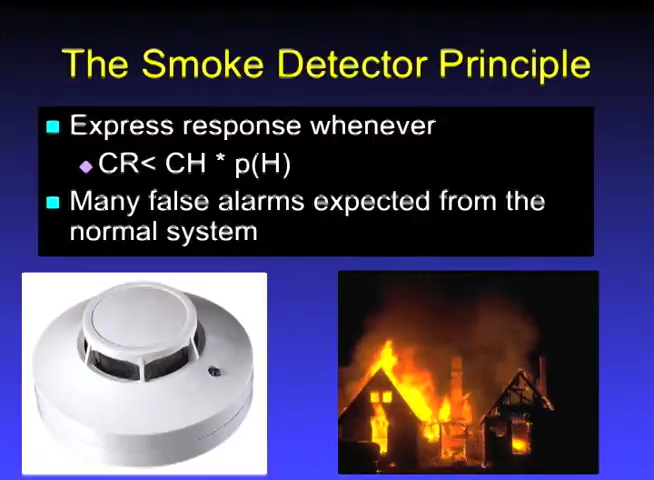 The Smoke Detector Principle
Express response whenever
CR< CH * p(H)
Many false alarms expected from the
normal system